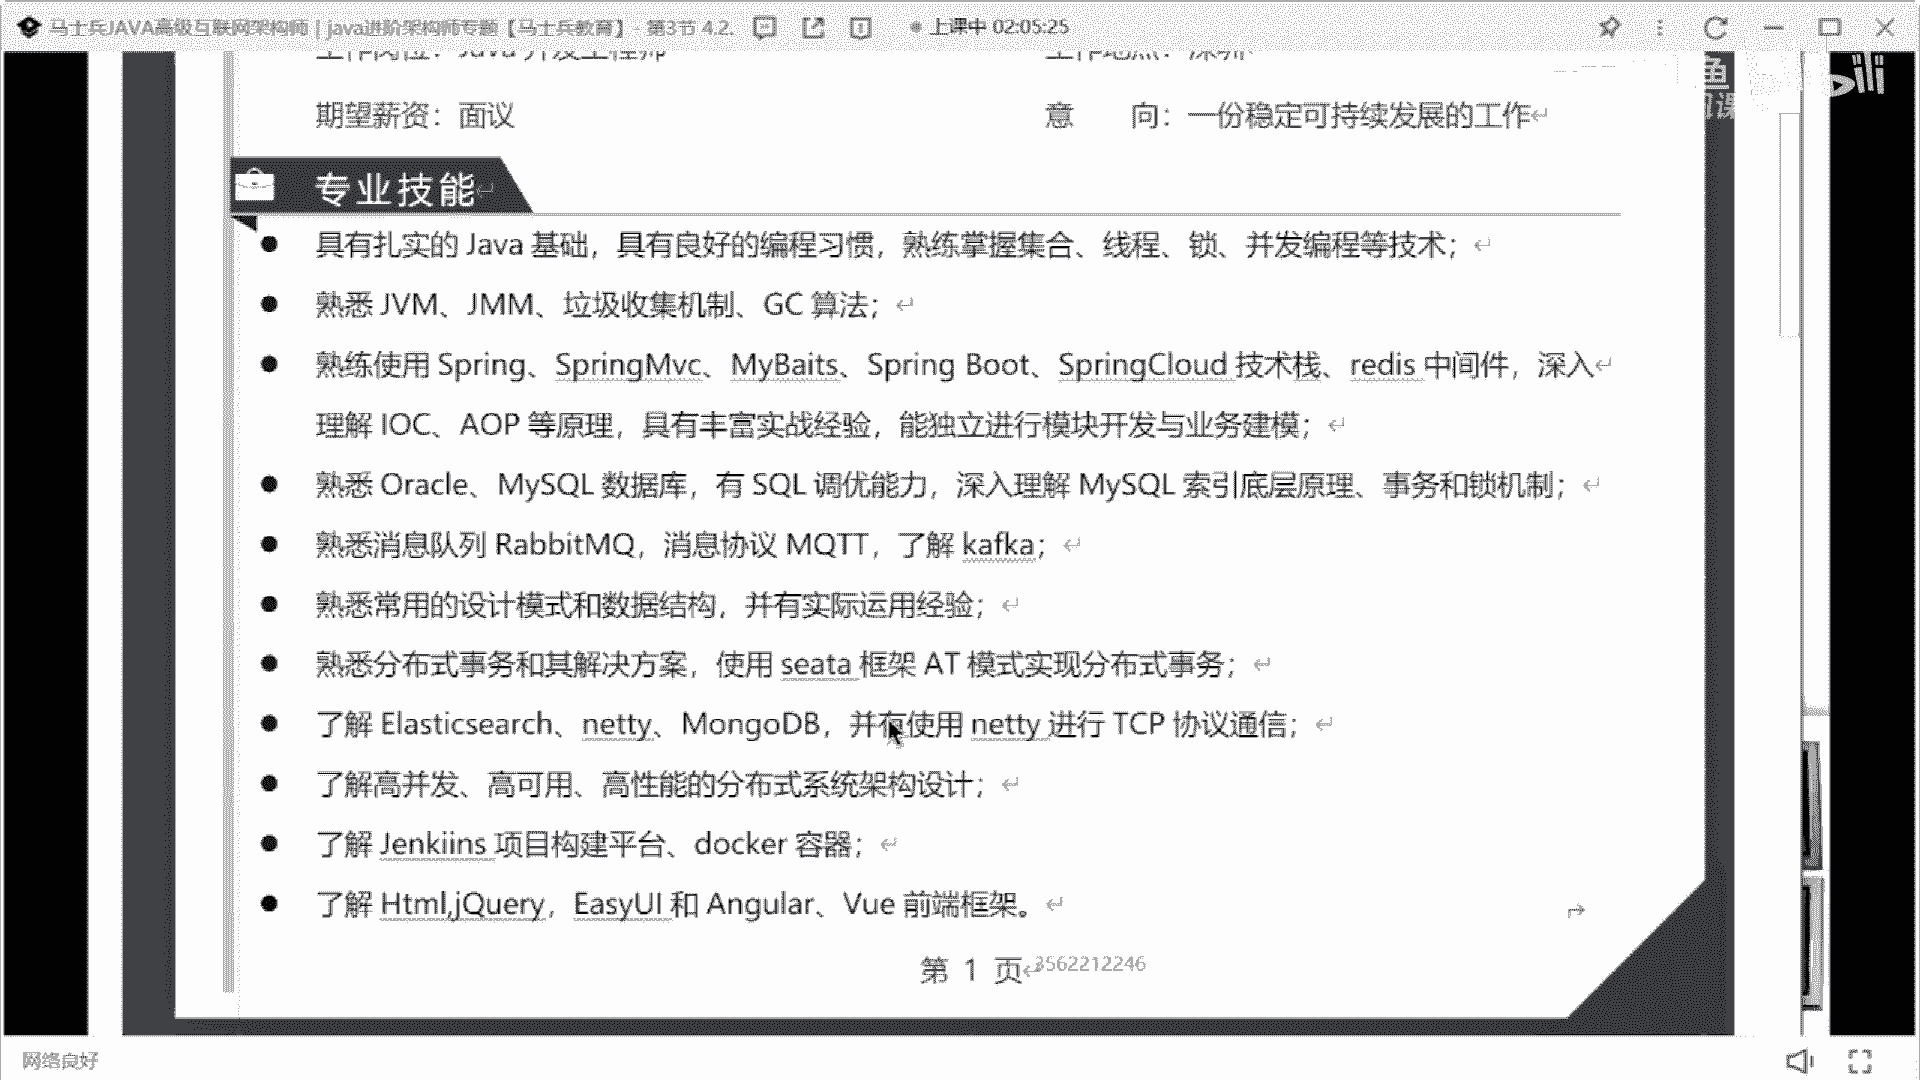 马士兵JAVA高级互联网架构师 | java进阶架构师专题【马士兵教育】 - 第3节 4.2.
上课中 02:05:25
工作岗位：Java 开发工程师
工作地点：深圳
期望薪资：面议
意 向：一份稳定可持续发展的工作
专业技能
具有扎实的 Java 基础，具有良好的编程习惯，熟练掌握集合、线程、锁、并发编程等技术；
熟悉 JVM、JMM、垃圾收集机制、GC 算法；
熟练使用 Spring、SpringMvc、MyBaits、Spring Boot、SpringCloud 技术栈、redis 中间件，深入
理解 IOC、AOP 等原理，具有丰富实战经验，能独立进行模块开发与业务建模；
熟悉 Oracle、MySQL 数据库，有 SQL 调优能力，深入理解 MySQL 索引底层原理、事务和锁机制；
熟悉消息队列 RabbitMQ，消息协议 MQTT，了解 kafka；
熟悉常用的设计模式和数据结构，并有实际运用经验；
熟悉分布式事务和其解决方案，使用 seata 框架 AT 模式实现分布式事务；
了解 Elasticsearch、netty、MongoDB，并有使用 netty 进行 TCP 协议通信；
了解高并发、高可用、高性能的分布式系统架构设计；
了解 Jenkiins 项目构建平台、docker 容器；
了解 Html,jQuery，EasyUI 和 Angular、Vue 前端框架。
第 1 页
3562212246
网络良好